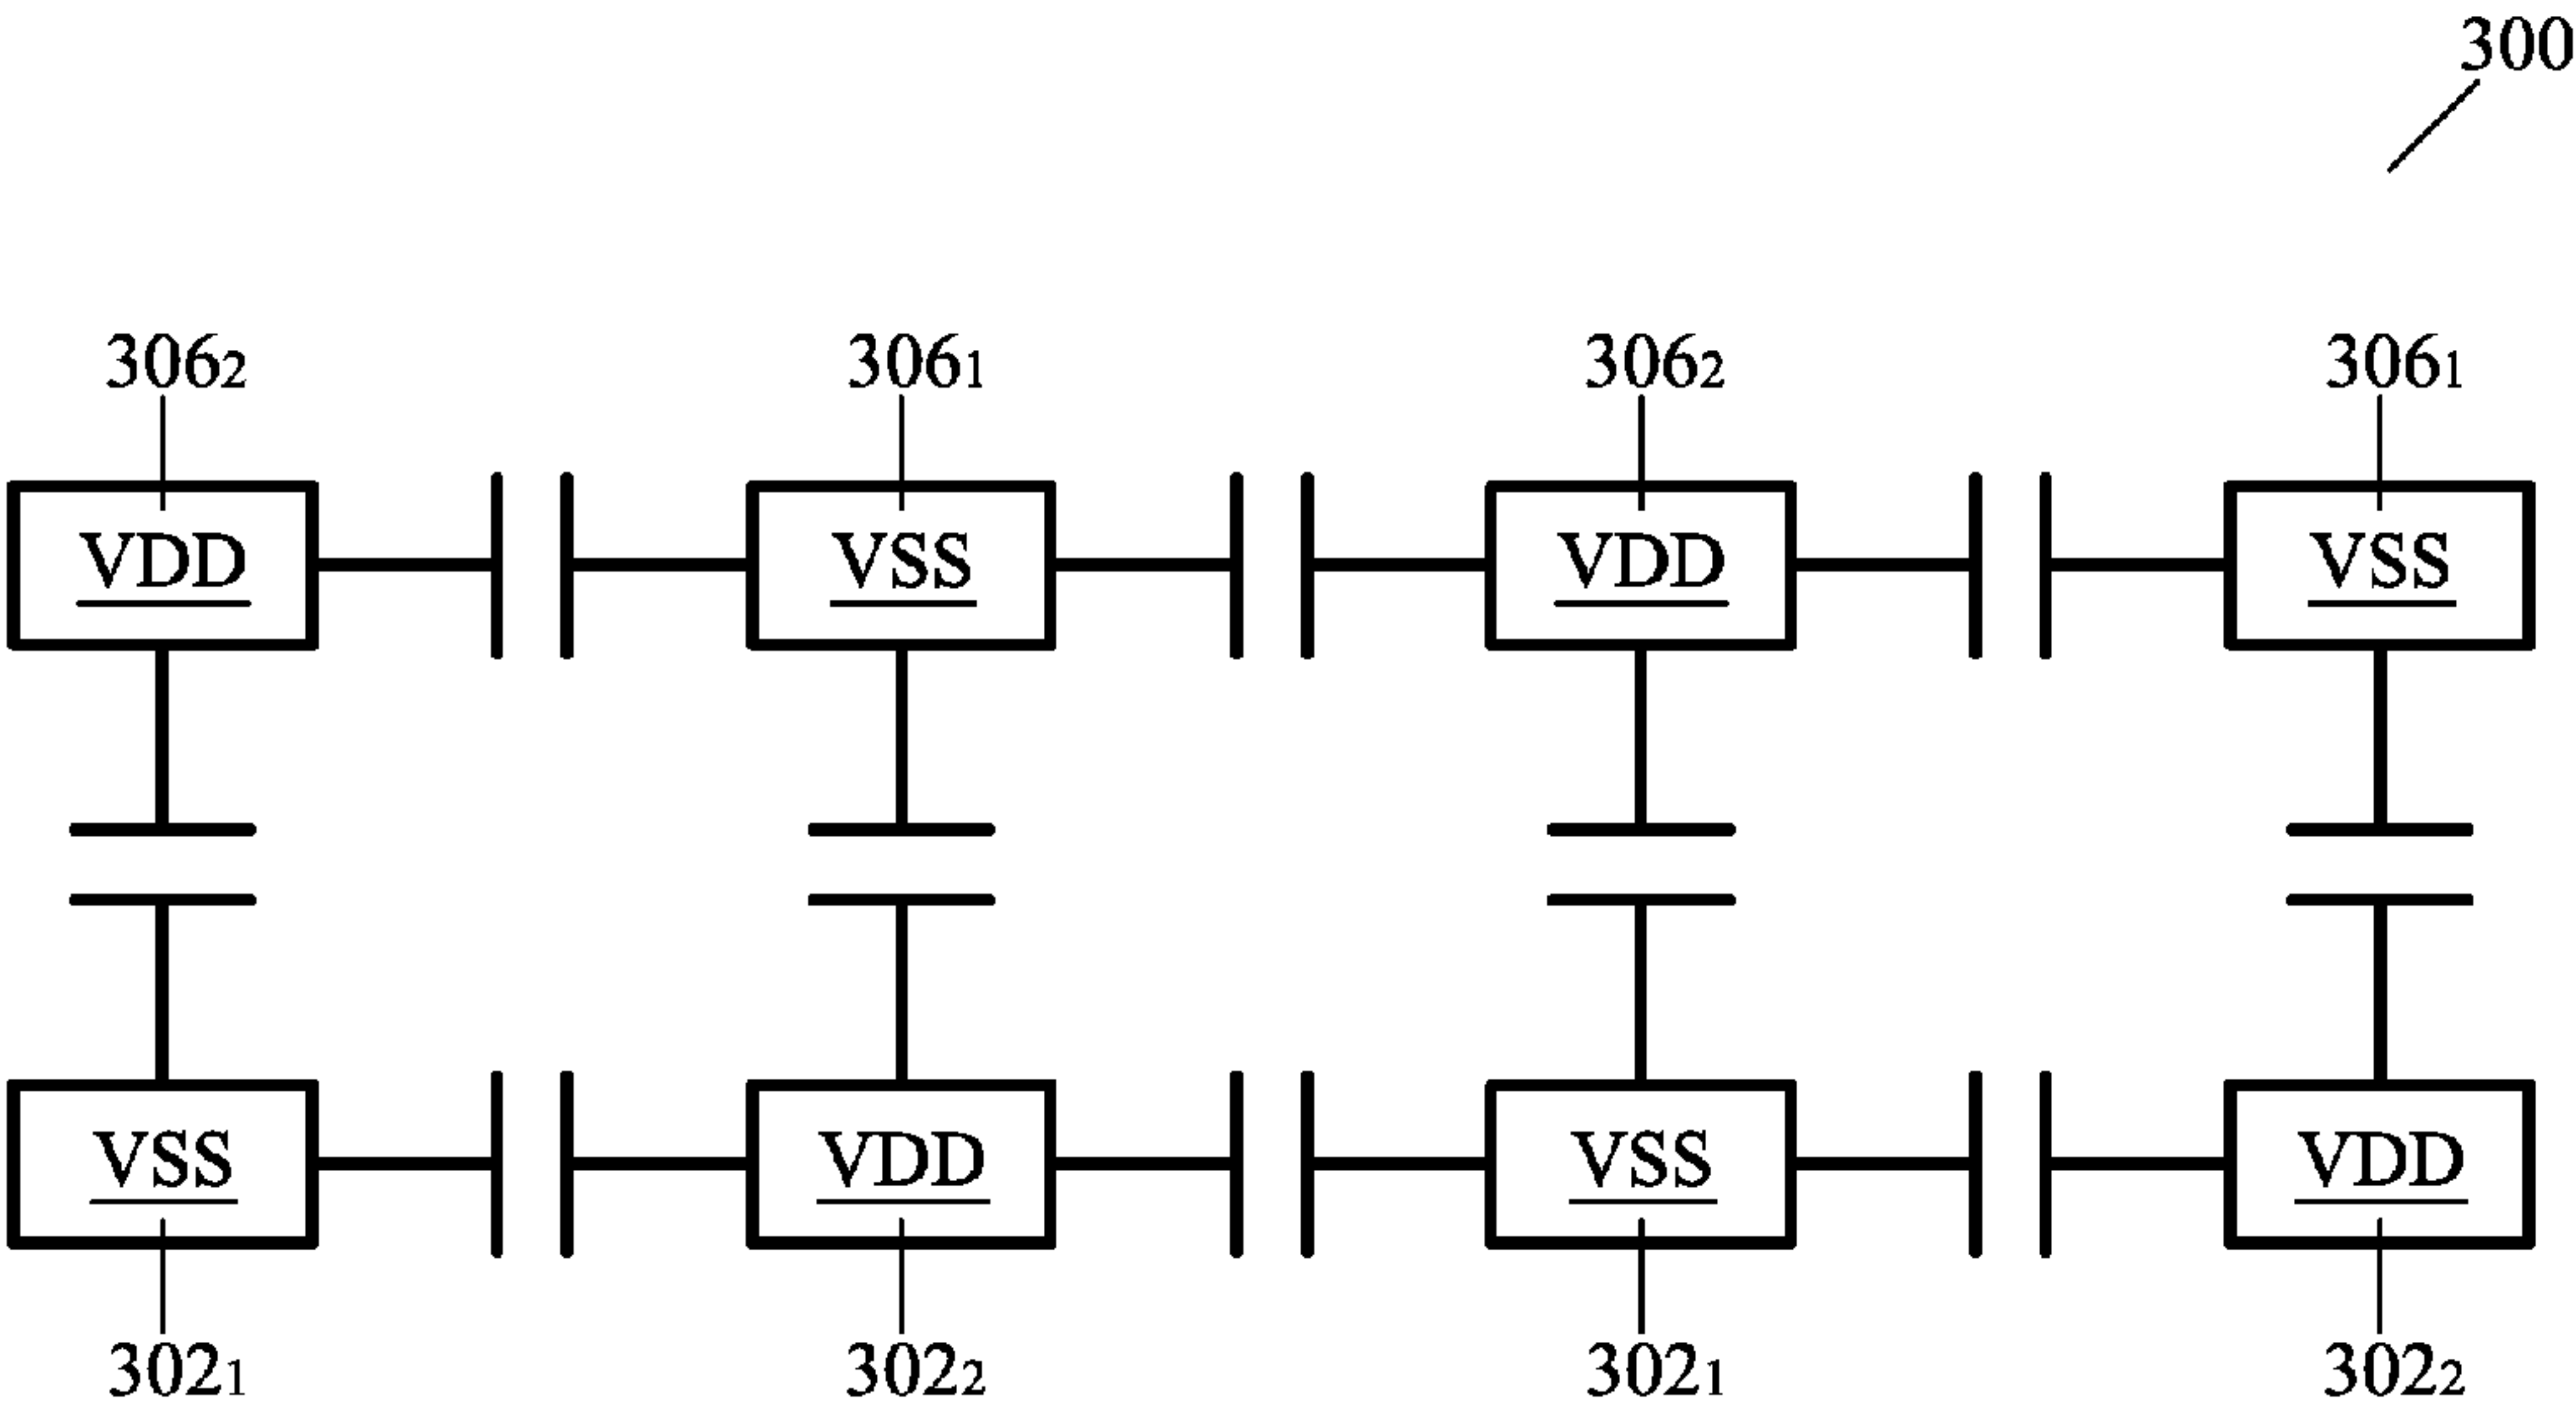 300
306₂ 306₁ 306₂ 306₁
VDD VSS VDD VSS
VSS VDD VSS VDD
302₁ 302₂ 302₁ 302₂